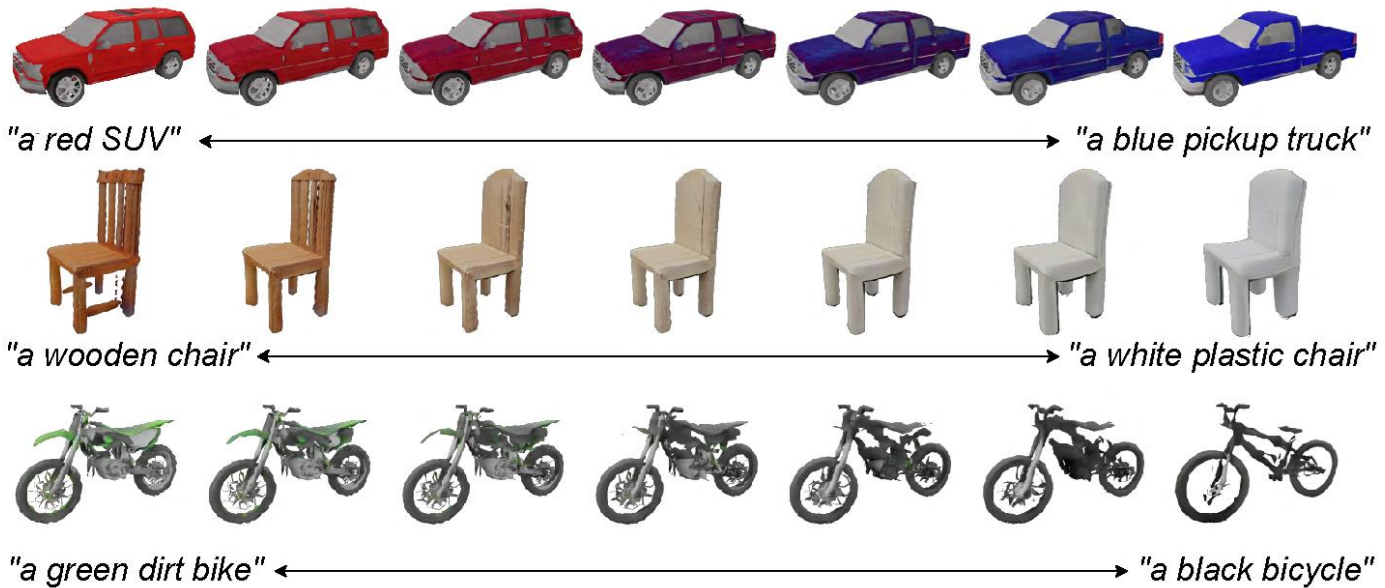 "a red SUV" "a blue pickup truck"
"a wooden chair" "a white plastic chair"
"a green dirt bike" "a black bicycle"